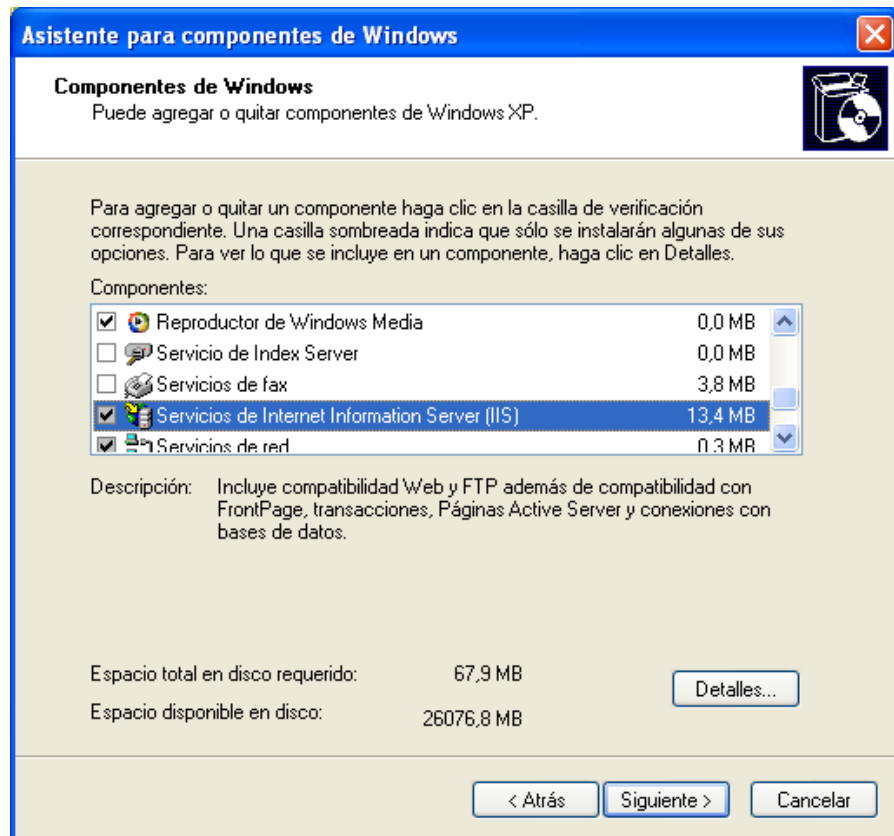 Asistente para componentes de Windows
Componentes de Windows
Puede agregar o quitar componentes de Windows XP.
Para agregar o quitar un componente haga clic en la casilla de verificación
correspondiente. Una casilla sombreada indica que sólo se instalarán algunas de sus
opciones. Para ver lo que se incluye en un componente, haga clic en Detalles.
Componentes:
Reproductor de Windows Media 0,0 MB
Servicio de Index Server 0,0 MB
Servicios de fax 3,8 MB
Servicios de Internet Information Server (IIS) 13,4 MB
Servicios de red 0,3 MB
Descripción: Incluye compatibilidad Web y FTP además de compatibilidad con
FrontPage, transacciones, Páginas Active Server y conexiones con
bases de datos.
Espacio total en disco requerido: 67,9 MB
Detalles...
Espacio disponible en disco: 26076,8 MB
< Atrás Siguiente > Cancelar